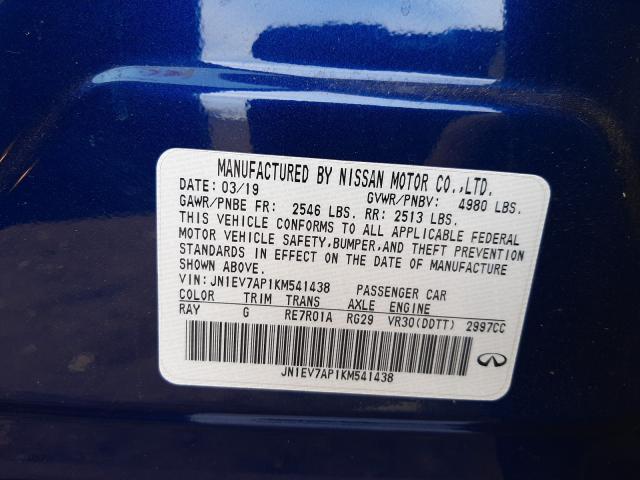 MANUFACTURED BY NISSAN MOTOR CO.,LTD.
DATE: 03/19 GVWR/PNBV: 4980 LBS.
GAWR/PNBE FR: 2546 LBS. RR: 2513 LBS.
THIS VEHICLE CONFORMS TO ALL APPLICABLE FEDERAL
MOTOR VEHICLE SAFETY,BUMPER,AND THEFT PREVENTION
STANDARDS IN EFFECT ON THE DATE OF MANUFACTURE
SHOWN ABOVE.
VIN: JN1EV7AP1KM541438 PASSENGER CAR
COLOR TRIM TRANS AXLE ENGINE
RAY G RE7R01A RG29 VR30(DDTT) 2997CC
JN1EV7AP1KM541438